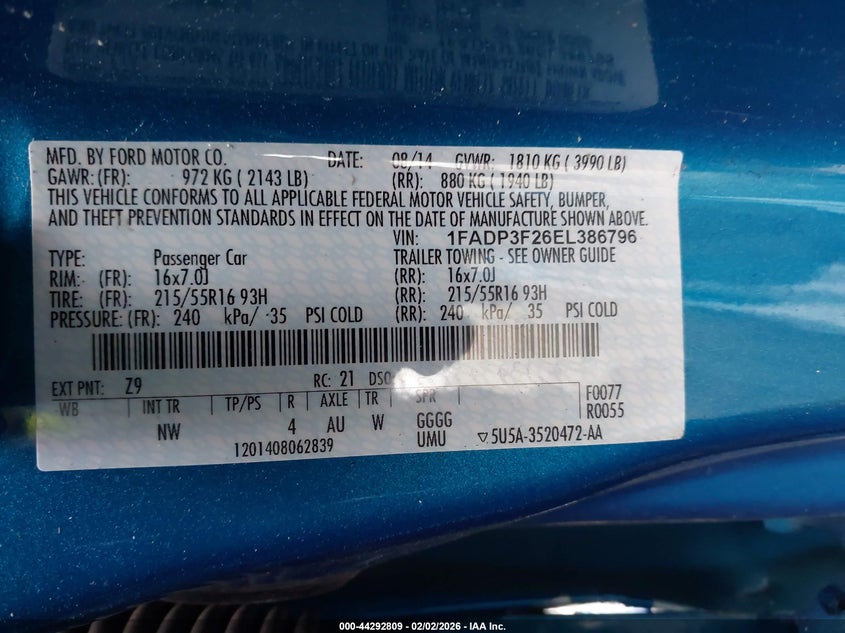 MFD. BY FORD MOTOR CO. DATE: 08/14 GVWR: 1810 KG ( 3990 LB)
GAWR: (FR) 972 KG ( 2143 LB) (RR): 880 KG ( 1940 LB)
THIS VEHICLE CONFORMS TO ALL APPLICABLE FEDERAL MOTOR VEHICLE SAFETY, BUMPER,
AND THEFT PREVENTION STANDARDS IN EFFECT ON THE DATE OF MANUFACTURE SHOWN ABOVE.
VIN: 1FADP3F26EL386796
TYPE: Passenger Car TRAILER TOWING - SEE OWNER GUIDE
RIM: (FR): 16x7.0J (RR): 16x7.0J
TIRE: (FR): 215/55R16 93H (RR): 215/55R16 93H
PRESSURE: (FR): 240 kPa/ 35 PSI COLD (RR): 240 kPa/ 35 PSI COLD
EXT PNT: Z9 RC: 21 DSO
F0077
R0055
WB INT TR TP/PS R AXLE TR SPR
NW 4 AU W GGGG
UMU
1201408062839 ▽5U5A-3520472-AA
000-44292809 - 02/02/2026 - IAA Inc.